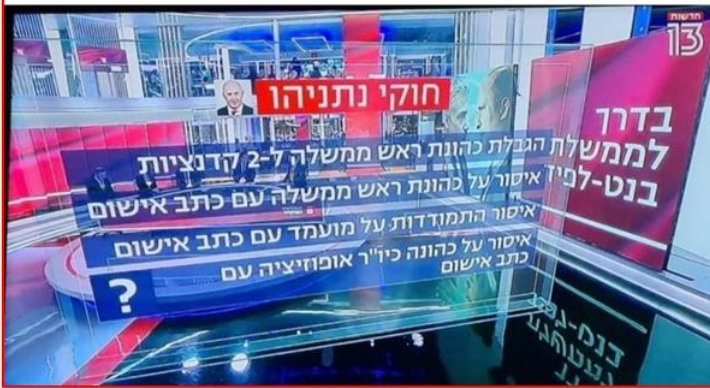 חדשות
13
חוקי נתניהו
בדרך
לממשלת
בנט-לפיד
הגבלת כהונת ראש ממשלה ל-2 קדנציות
איסור על כהונת ראש ממשלה עם כתב אישום
איסור התמודדות על מועמד עם כתב אישום
איסור על כהונה כיו"ר אופוזיציה עם
כתב אישום
?